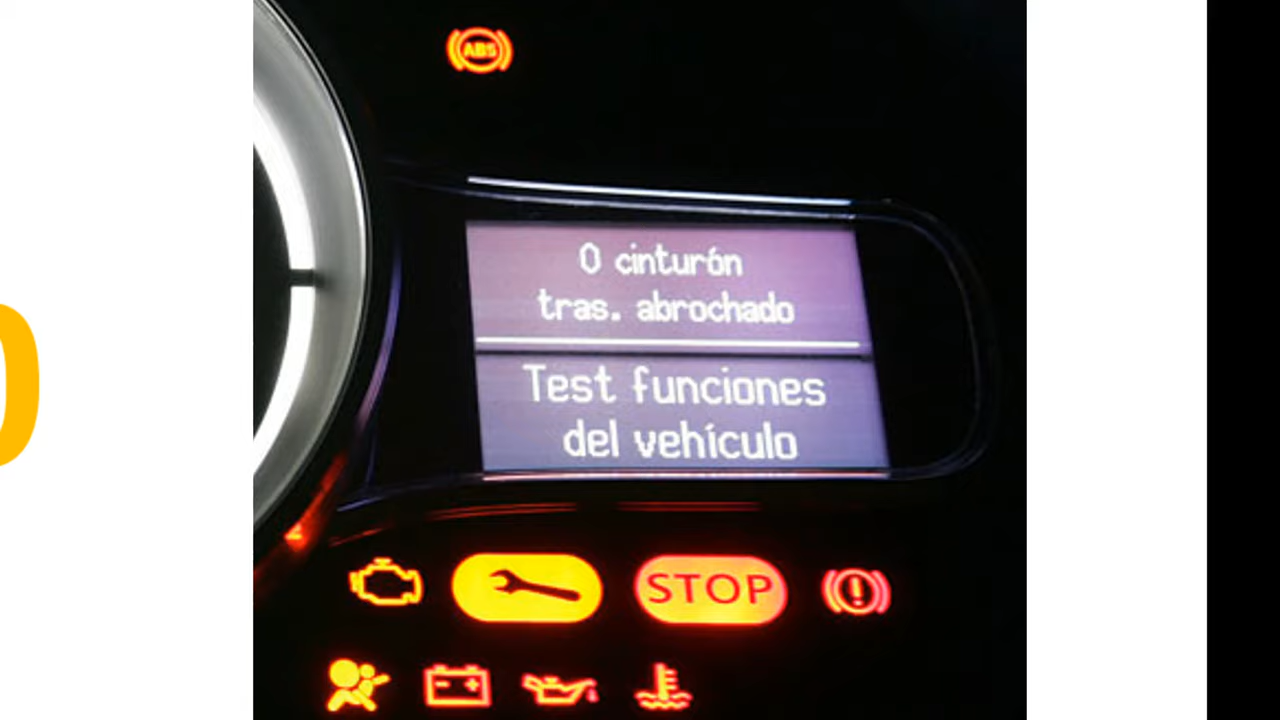 ABS
0 cinturón
tras. abrochado
Test funciones
del vehículo
STOP